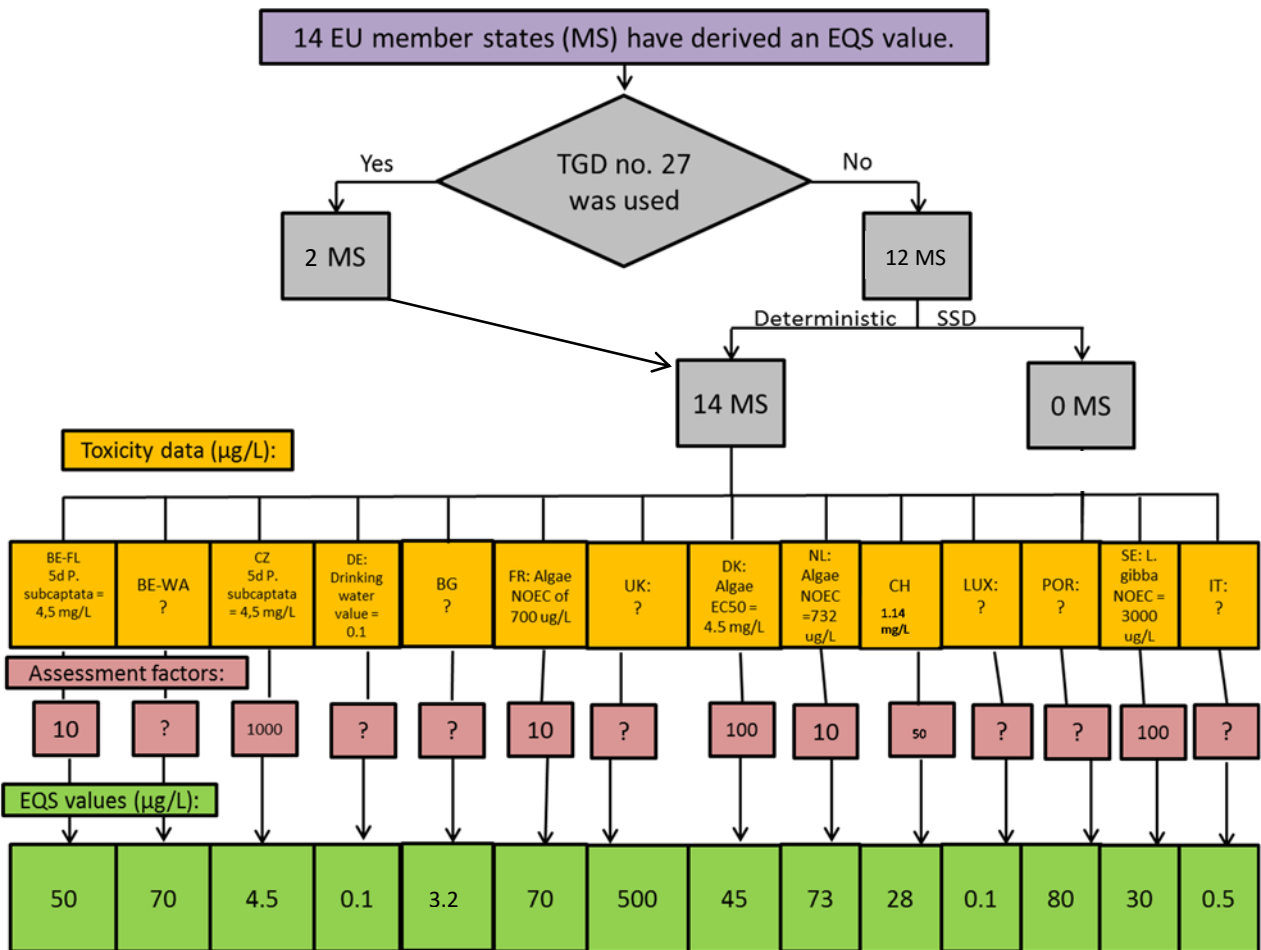 14 EU member states (MS) have derived an EQS value.
TGD no. 27
was used
Yes
No
2 MS
12 MS
Deterministic
SSD
14 MS
0 MS
Toxicity data (µg/L):
BE-FL
5d P.
subcaptata =
4,5 mg/L
BE-WA
?
CZ
5d P.
subcaptata
= 4,5 mg/L
DE:
Drinking
water
value =
0.1
BG
?
FR: Algae
NOEC of
700 ug/L
UK:
?
DK:
Algae
EC50 =
4.5 mg/L
NL:
Algae
NOEC
=732
ug/L
CH
1.14
mg/L
LUX:
?
POR:
?
SE: L.
gibba
NOEC =
3000
ug/L
IT:
?
Assessment factors:
10
?
1000
?
?
10
?
100
10
50
?
?
100
?
EQS values (µg/L):
50
70
4.5
0.1
3.2
70
500
45
73
28
0.1
80
30
0.5